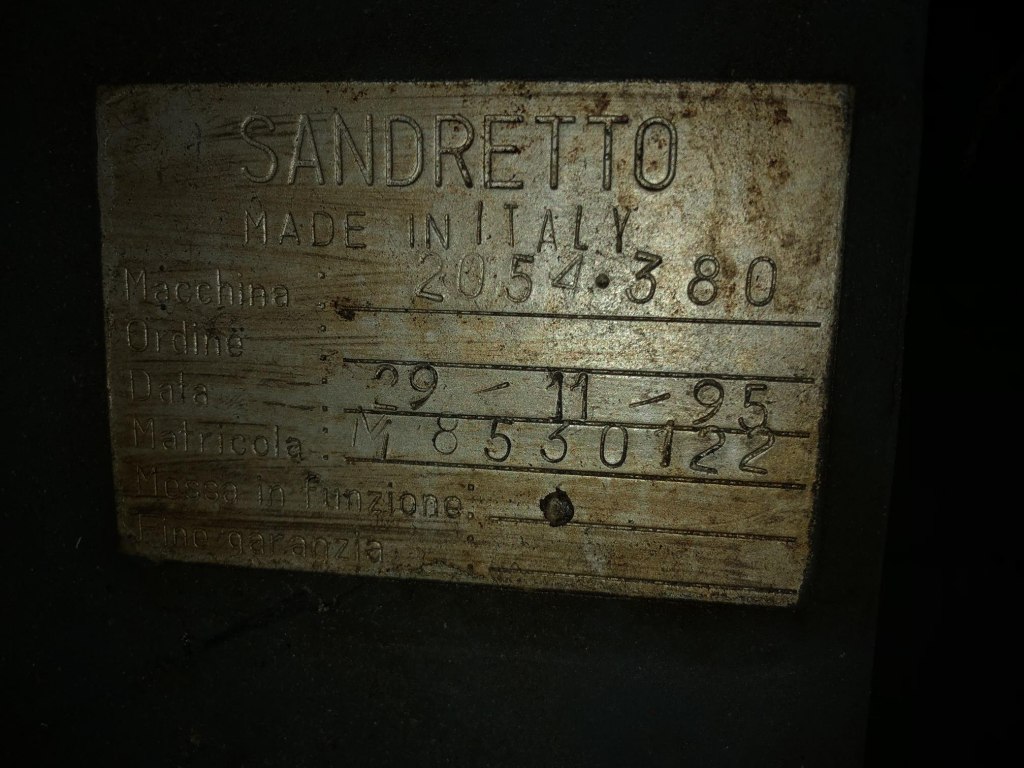 SANDRETTO
MADE IN ITALY
Macchina : 2054·380
Ordine :
Data : 29 - 11 - 95
Matricola : M 8530122
Messa in funzione:
Fine garanzia :